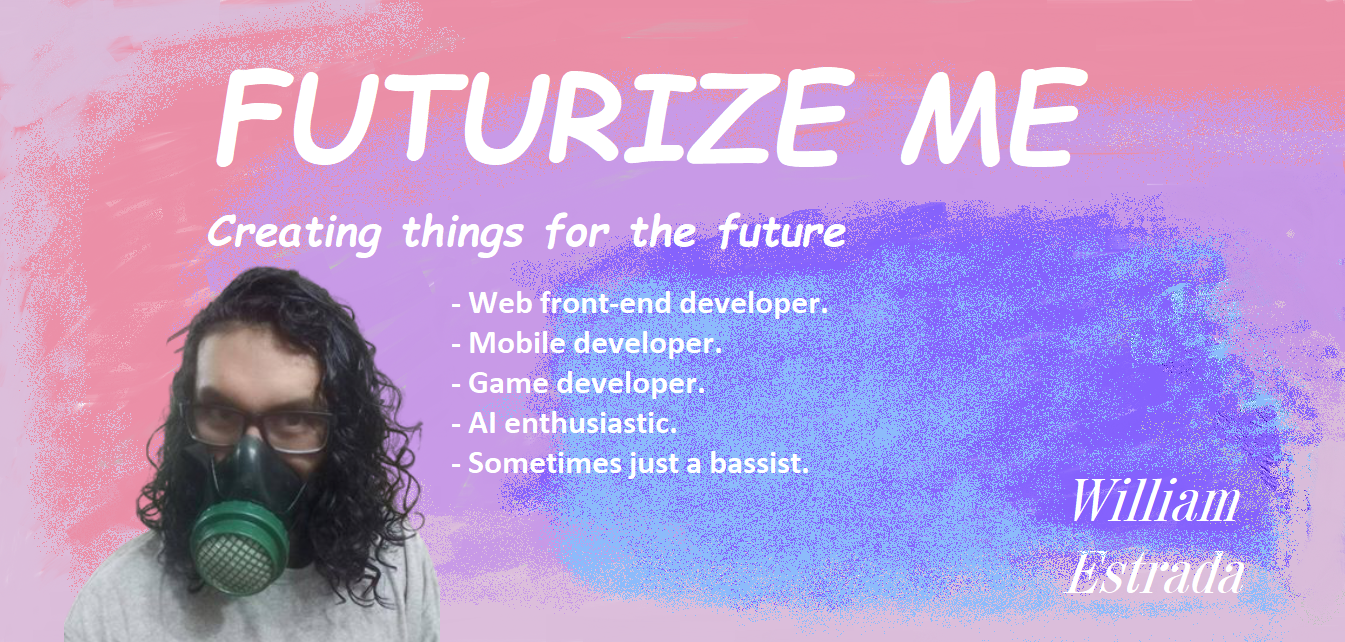 FUTURIZE ME
Creating things for the future
- Web front-end developer.
- Mobile developer.
- Game developer.
- AI enthusiastic.
- Sometimes just a bassist.
William
Estrada